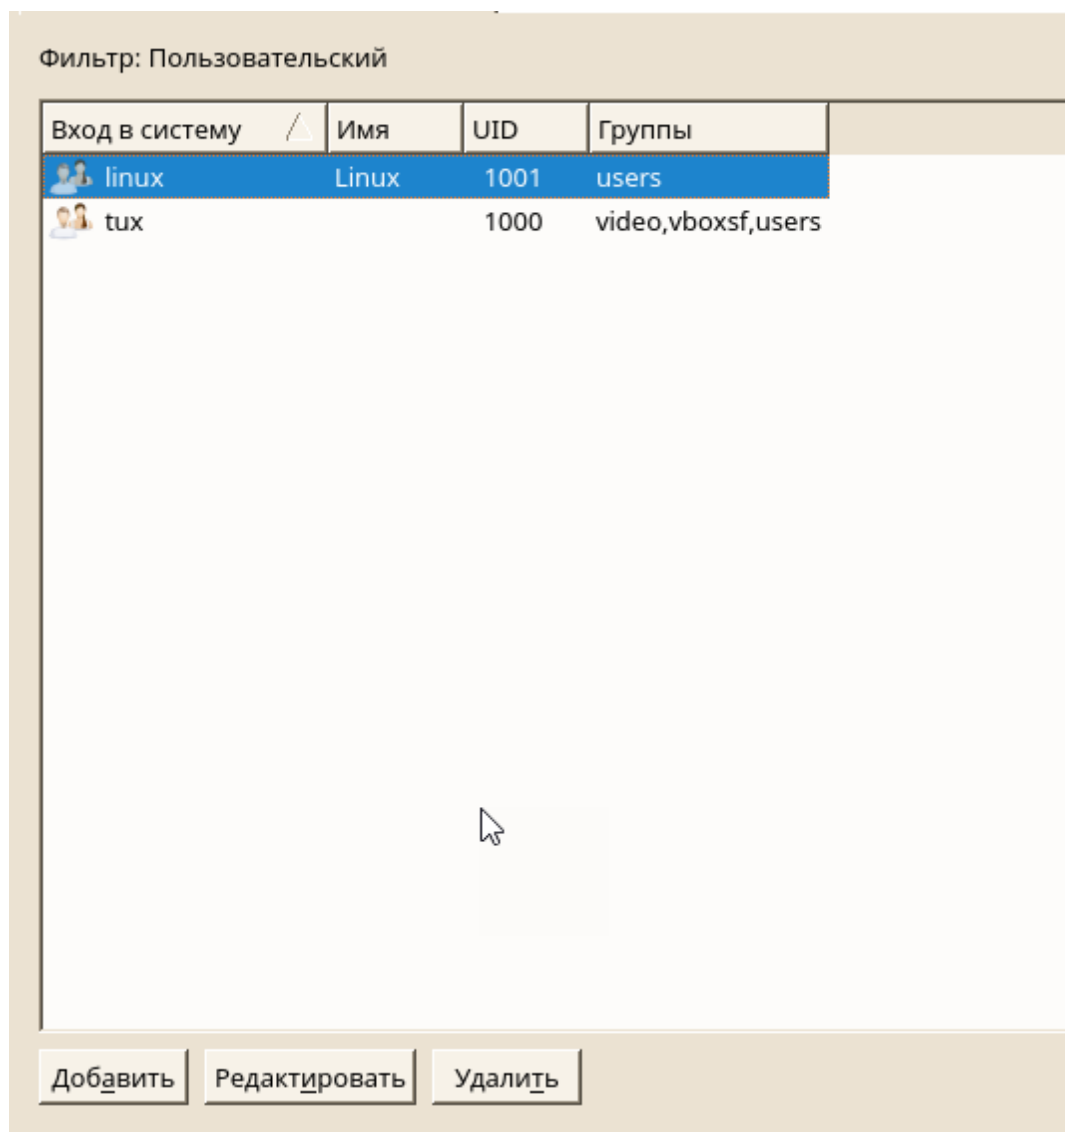 Фильтр: Пользовательский
Вход в систему Имя UID Группы
linux Linux 1001 users
tux 1000 video,vboxsf,users
Добавить Редактировать Удалить